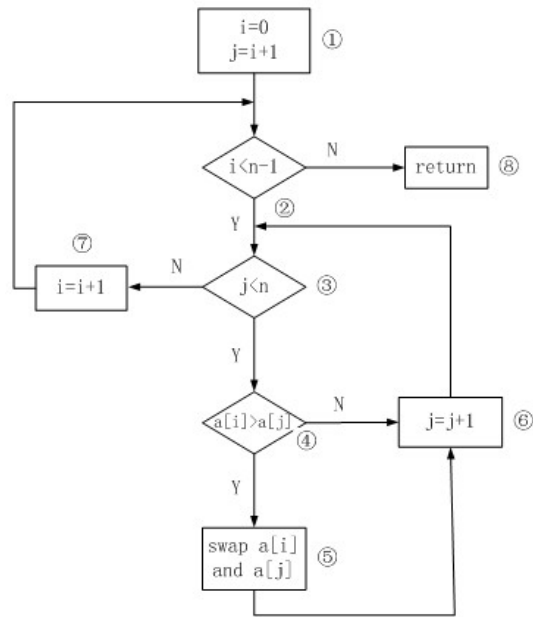 i=0
j=i+1
①
i<n-1
N
return
⑧
②
Y
⑦
i=i+1
N
j<n
③
Y
a[i]>a[j]
N
④
j=j+1
⑥
Y
swap a[i]
and a[j]
⑤